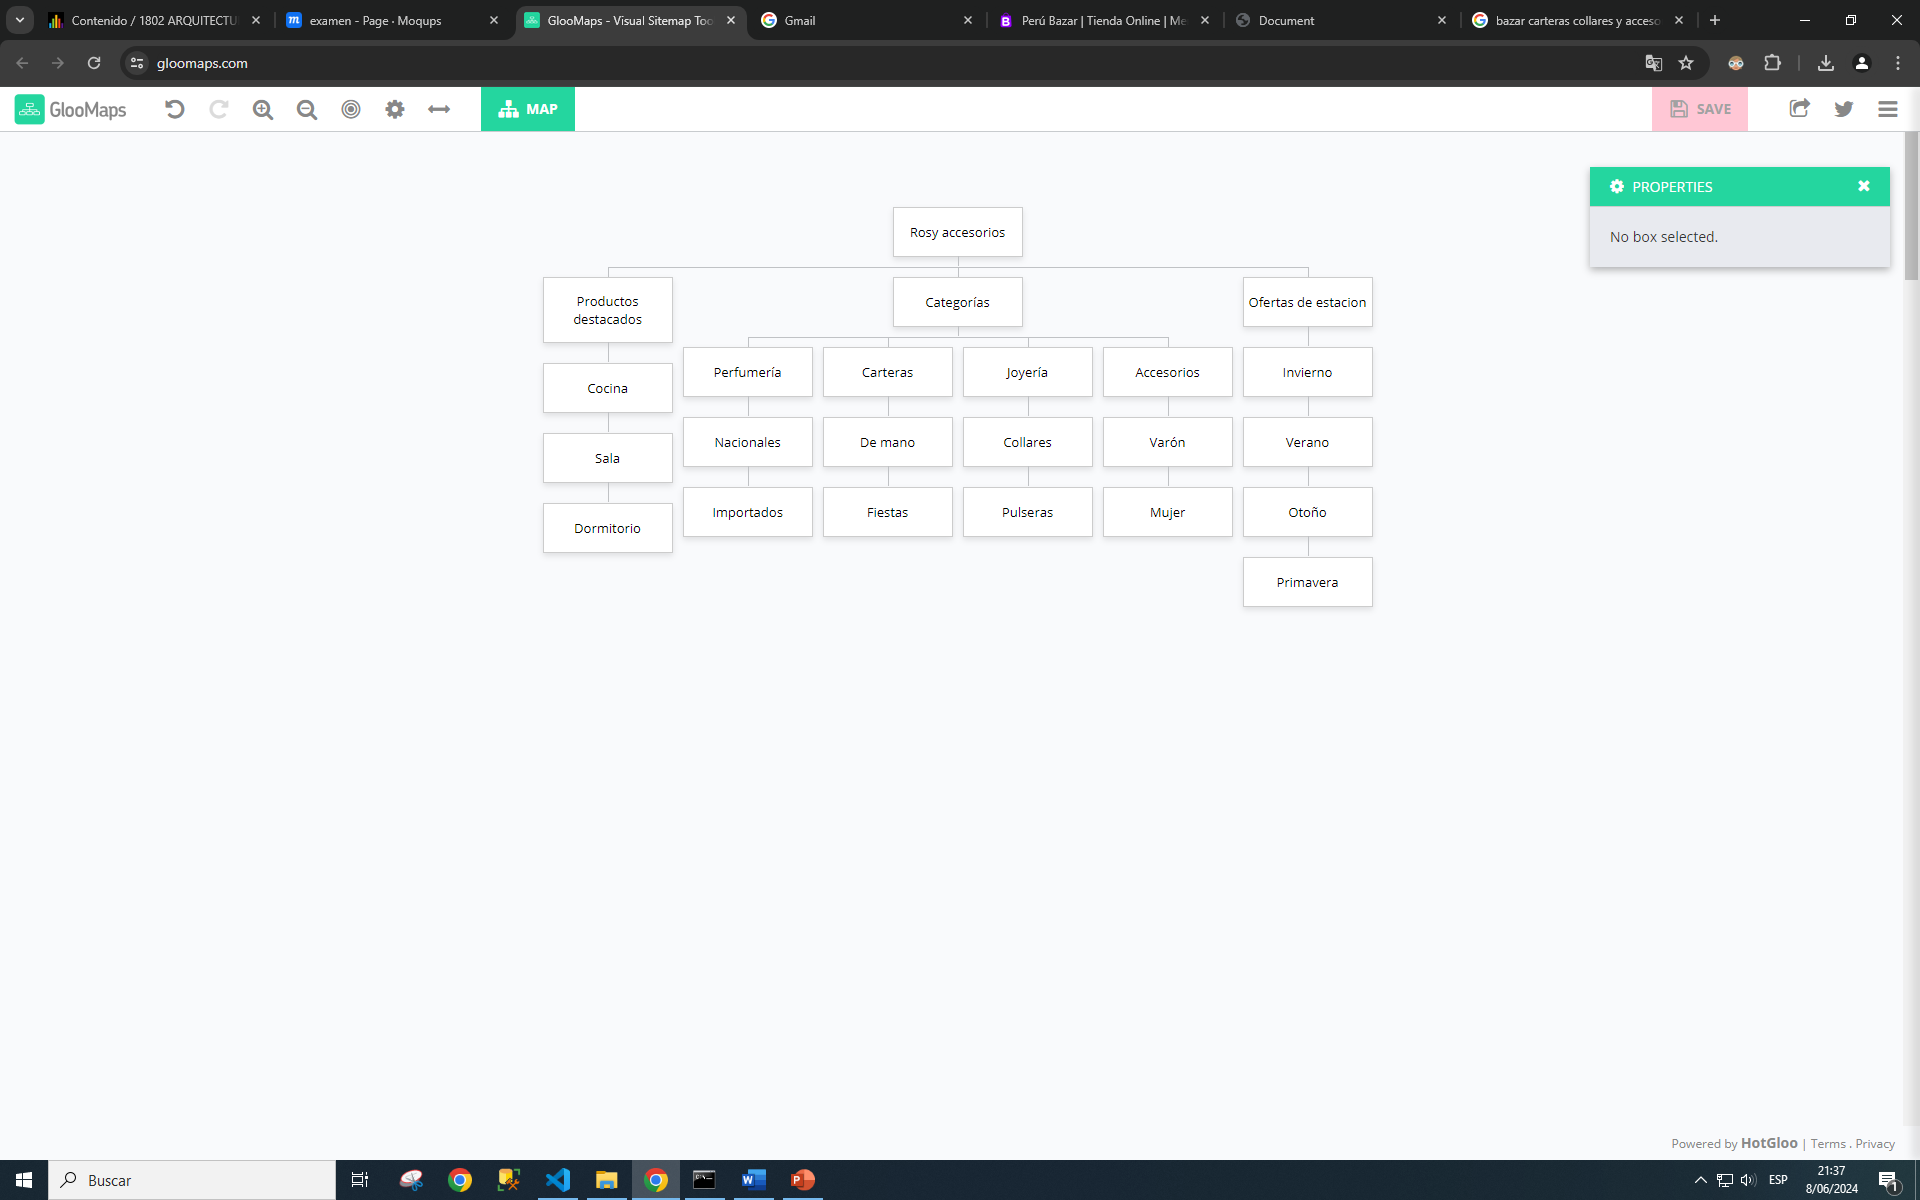 Contenido / 1802 ARQUITECTU
examen - Page · Moqups
GlooMaps - Visual Sitemap Too
Gmail
Perú Bazar | Tienda Online | Me
Document
bazar carteras collares y acceso
gloomaps.com
GlooMaps
MAP
SAVE
PROPERTIES
No box selected.
Rosy accesorios
Productos
destacados
Categorías
Ofertas de estacion
Perfumería
Carteras
Joyería
Accesorios
Invierno
Cocina
Nacionales
De mano
Collares
Varón
Verano
Sala
Importados
Fiestas
Pulseras
Mujer
Otoño
Dormitorio
Primavera
Powered by HotGloo | Terms . Privacy
Buscar
ESP
21:37
8/06/2024
1